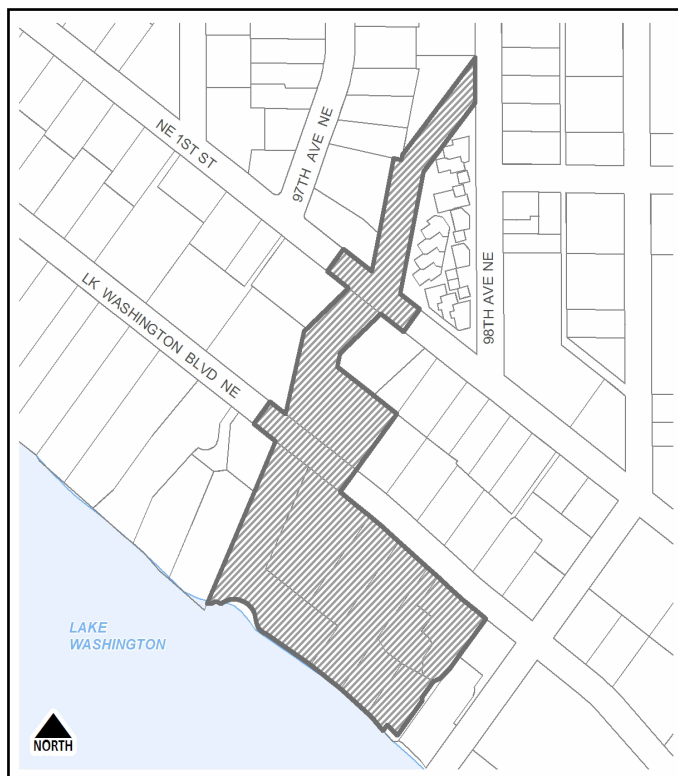 NE 1ST ST
97TH AVE NE
LK WASHINGTON BLVD NE
98TH AVE NE
LAKE
WASHINGTON
NORTH